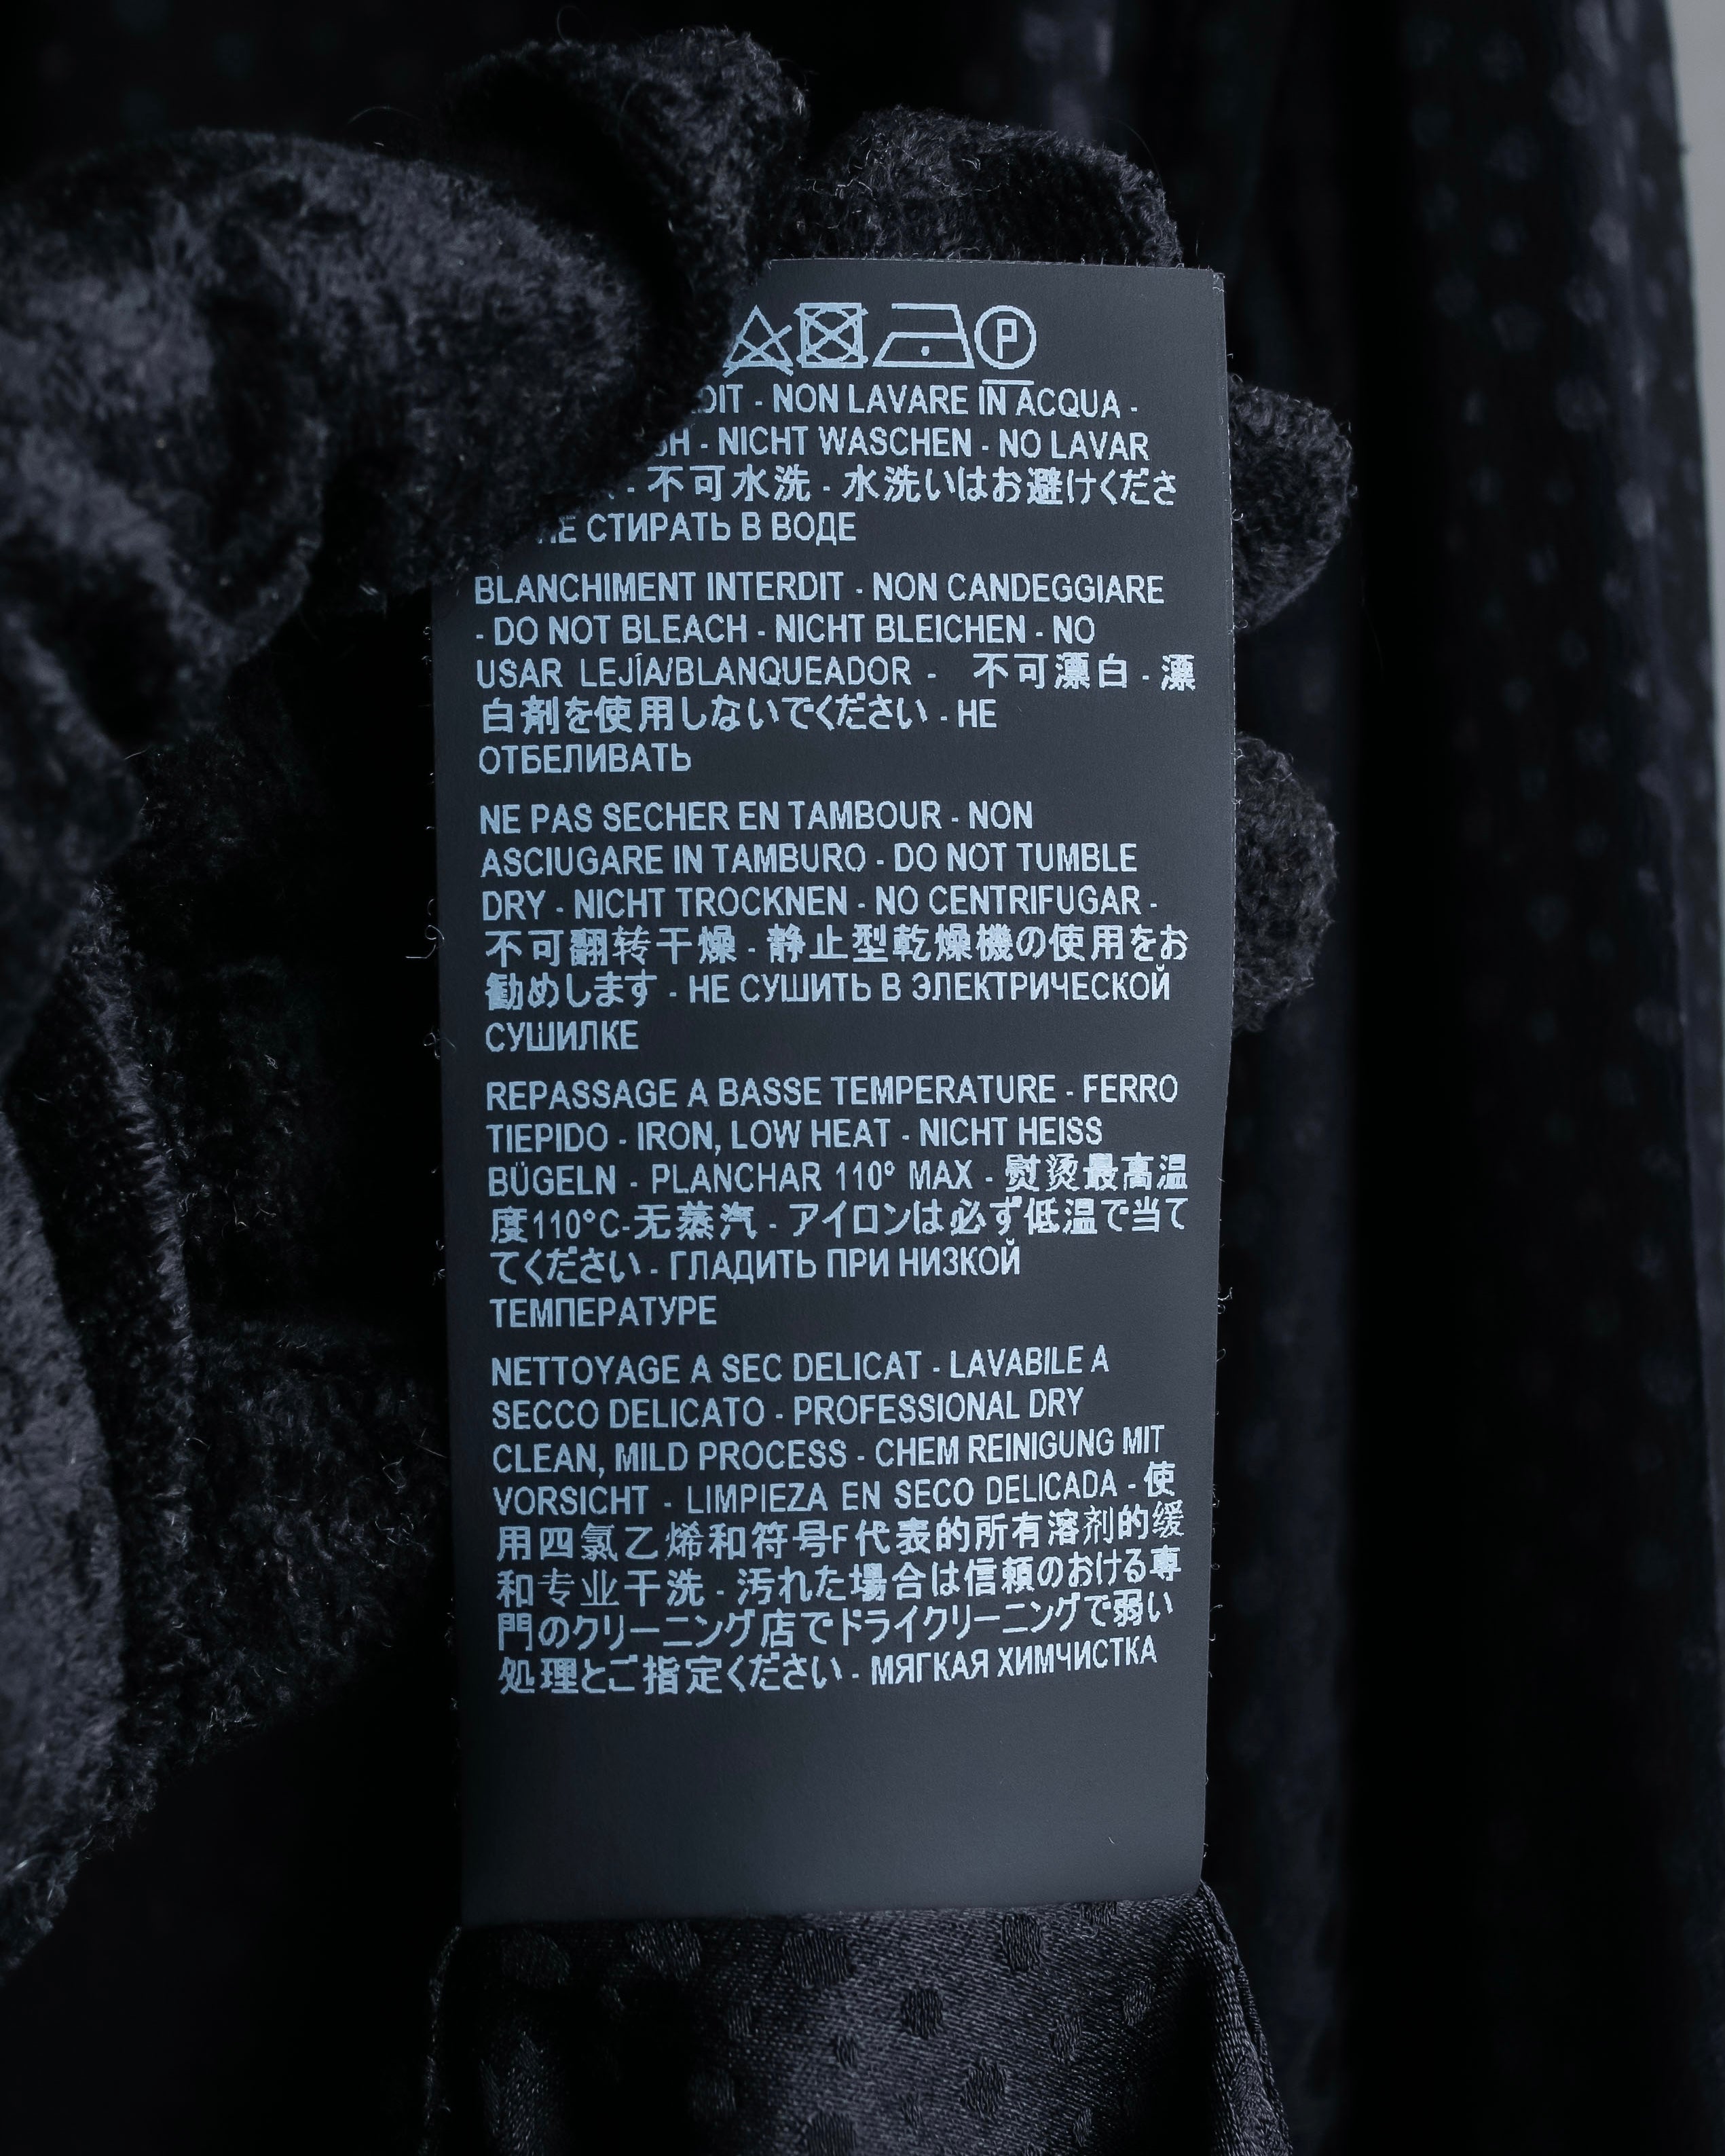 P
- NON LAVARE IN ACQUA -
- NICHT WASCHEN - NO LAVAR
- 不可水洗 - 水洗いはお避けくださ
НЕ СТИРАТЬ В ВОДЕ
BLANCHIMENT INTERDIT - NON CANDEGGIARE
- DO NOT BLEACH - NICHT BLEICHEN - NO
USAR LEJÍA/BLANQUEADOR - 不可漂白 - 漂
白剤を使用しないでください - НЕ
ОТБЕЛИВАТЬ
NE PAS SECHER EN TAMBOUR - NON
ASCIUGARE IN TAMBURO - DO NOT TUMBLE
DRY - NICHT TROCKNEN - NO CENTRIFUGAR -
不可翻转干燥 - 静止型乾燥機の使用をお
勧めします - НЕ СУШИТЬ В ЭЛЕКТРИЧЕСКОЙ
СУШИЛКЕ
REPASSAGE A BASSE TEMPERATURE - FERRO
TIEPIDO - IRON, LOW HEAT - NICHT HEISS
BÜGELN - PLANCHAR 110° MAX - 熨烫最高温
度110°C-无蒸汽 - アイロンは必ず低温で当て
てください - ГЛАДИТЬ ПРИ НИЗКОЙ
ТЕМПЕРАТУРЕ
NETTOYAGE A SEC DELICAT - LAVABILE A
SECCO DELICATO - PROFESSIONAL DRY
CLEAN, MILD PROCESS - CHEM REINIGUNG MIT
VORSICHT - LIMPIEZA EN SECO DELICADA - 使
用四氯乙烯和符号F代表的所有溶剂的缓
和专业干洗 - 汚れた場合は信頼のおける専
門のクリーニング店でドライクリーニングで弱い
処理とご指定ください - МЯГКАЯ ХИМЧИСТКА